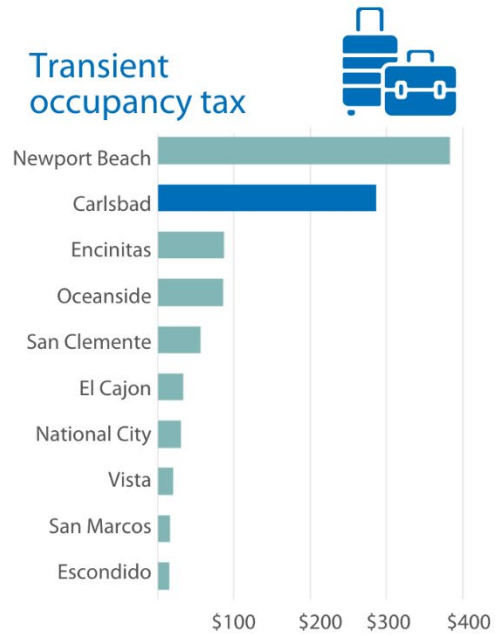 Transient
occupancy tax
Newport Beach
Carlsbad
Encinitas
Oceanside
San Clemente
El Cajon
National City
Vista
San Marcos
Escondido
$100 $200 $300 $400